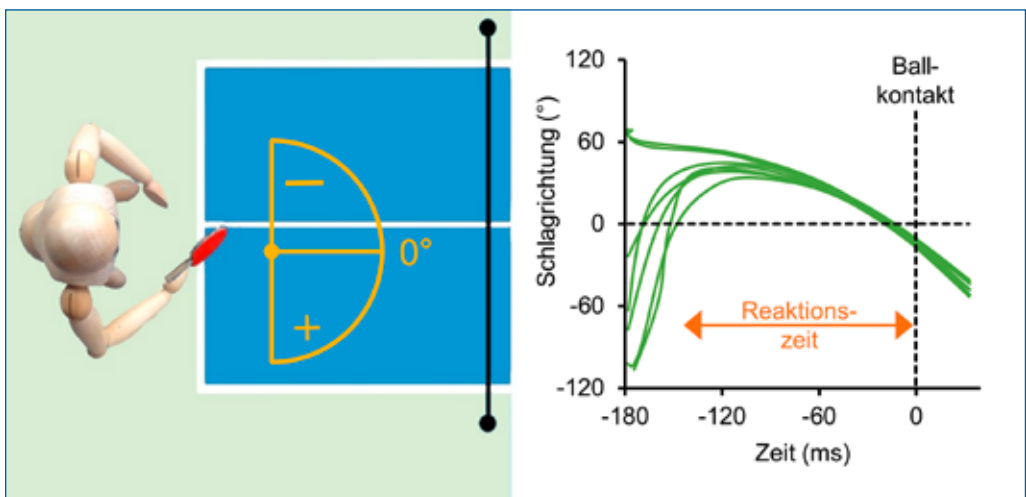 −
0°
+
120
60
0
-60
-120
Schlagrichtung (°)
Ball-
kontakt
Reaktions-
zeit
-180
-120
-60
0
Zeit (ms)